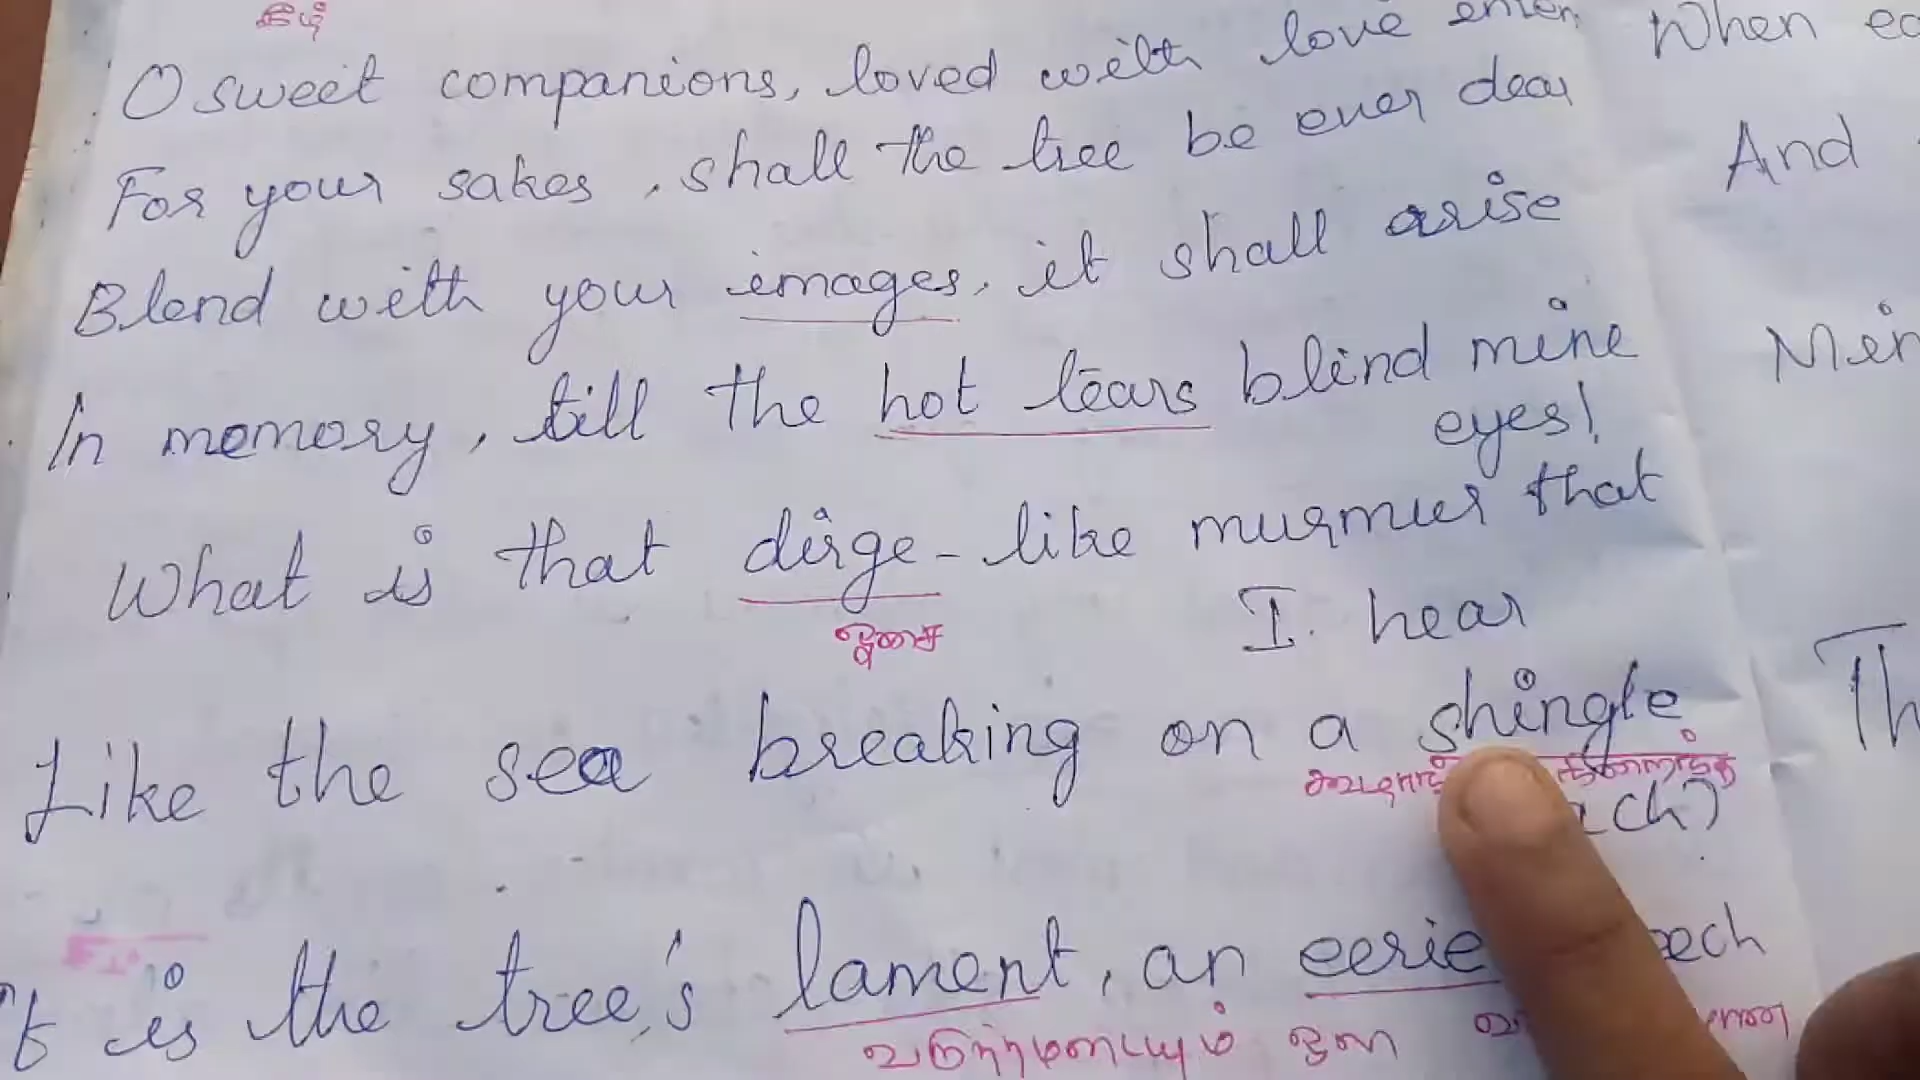 O sweet companions, loved with love When
For your sakes, shall the tree be ever dear And
Blend with your images, it shall arise
In memory, till the hot tears blind mine
eyes!
What is that dirge-like murmur that
I hear
ஓசை
Like the sea breaking on a shingle
It is the tree's lament, an eerie
ஓல